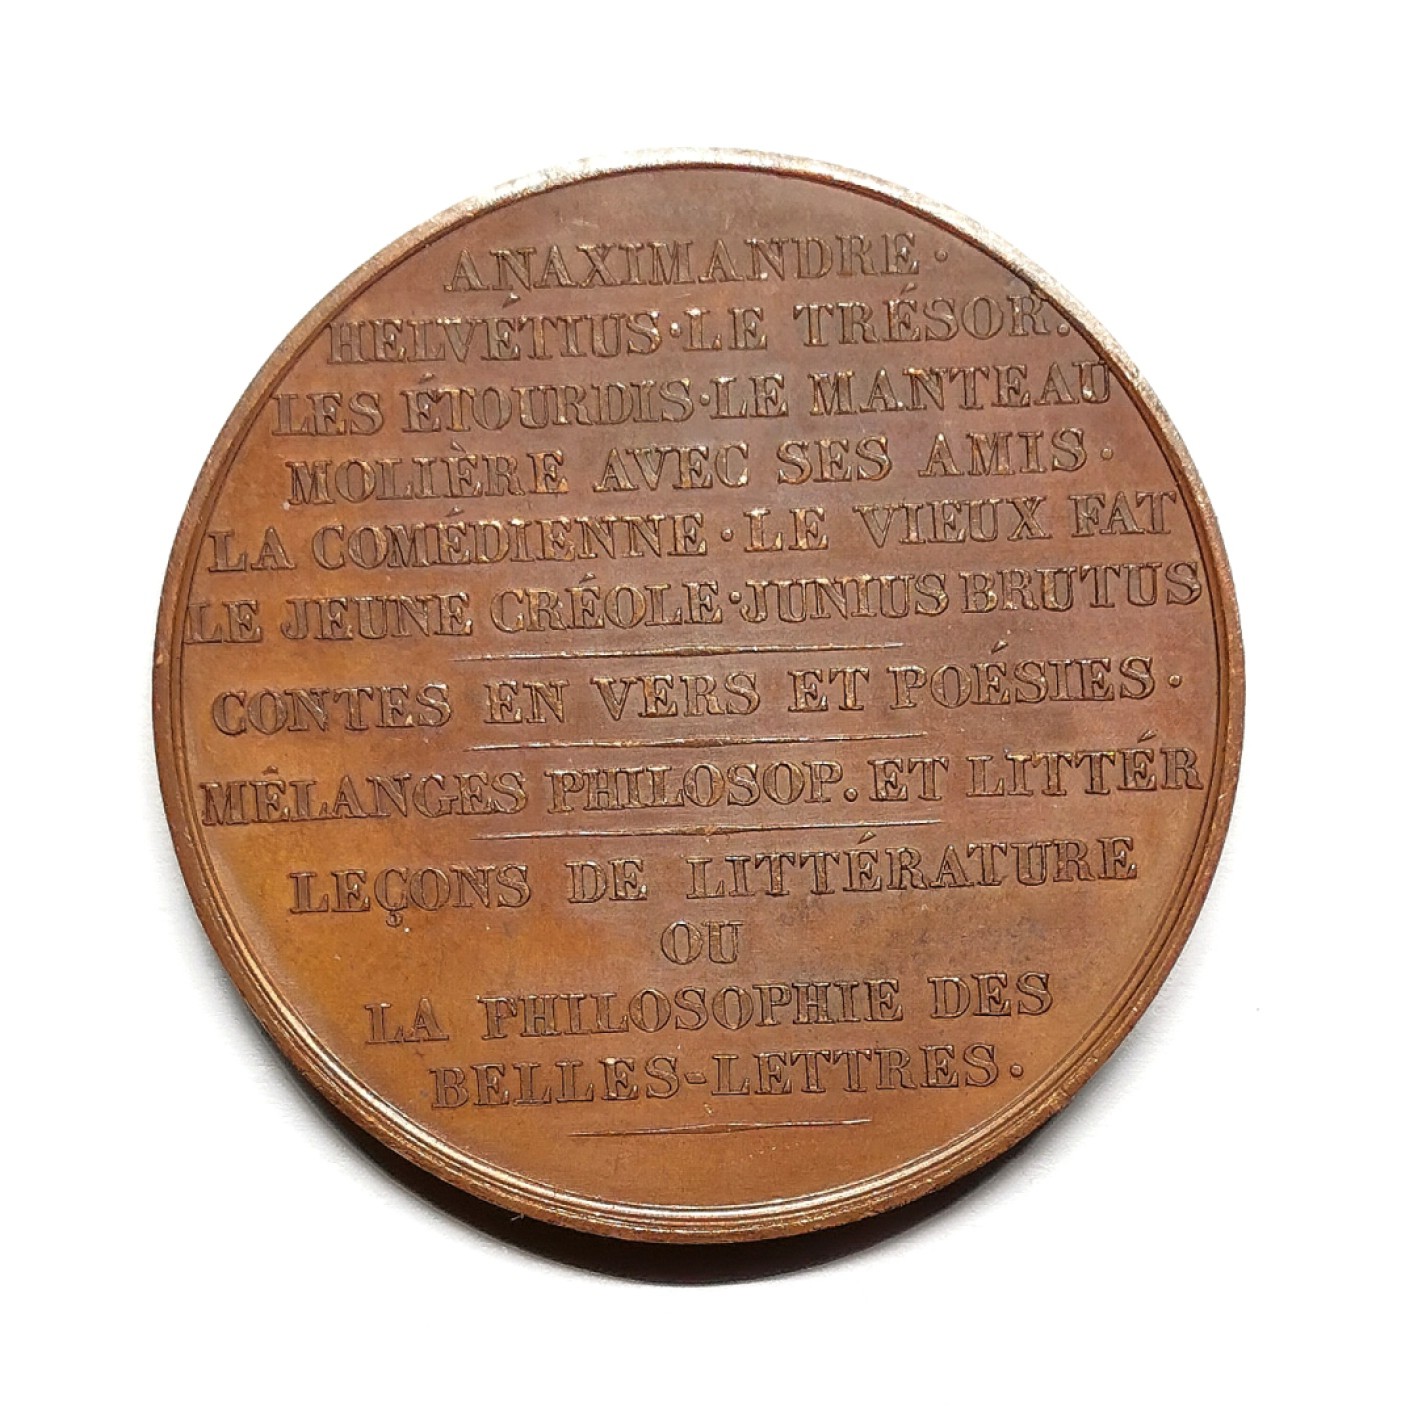 ANAXIMANDRE·
HELVÉTIUS·LE TRÉSOR.
LES ÉTOURDIS·LE MANTEAU
MOLIÈRE AVEC SES AMIS·
LA COMÉDIENNE·LE VIEUX FAT
LE JEUNE CRÉOLE·JUNIUS BRUTUS
CONTES EN VERS ET POÉSIES·
MÊLANGES PHILOSOP. ET LITTÉR
LEÇONS DE LITTÉRATURE
OU
LA PHILOSOPHIE DES
BELLES-LETTRES.